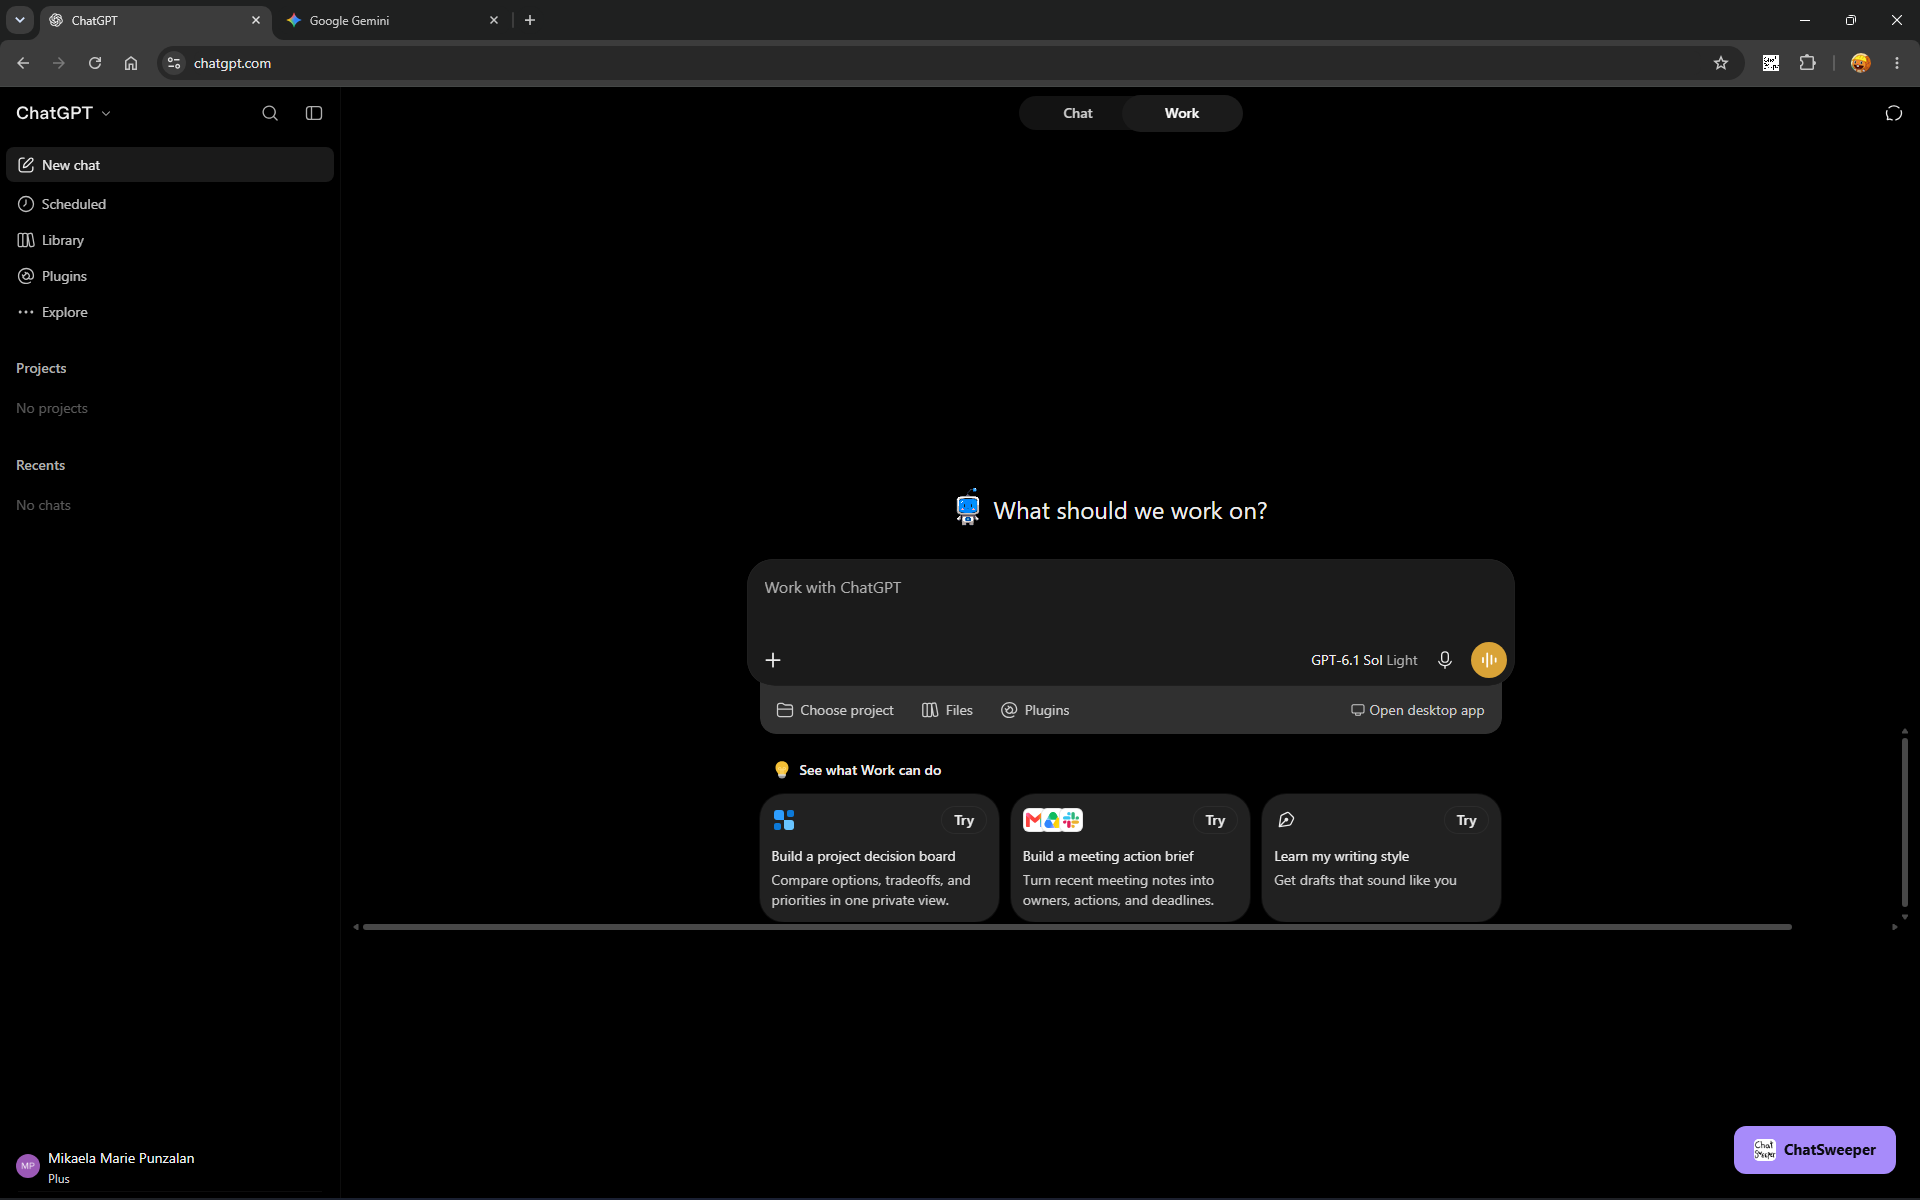 ChatGPT
Google Gemini
chatgpt.com
ChatGPT
Chat
Work
New chat
Scheduled
Library
Plugins
Explore
Projects
No projects
Recents
No chats
What should we work on?
Work with ChatGPT
GPT-6.1 Sol Light
Choose project
Files
Plugins
Open desktop app
See what Work can do
Try
Build a project decision board
Compare options, tradeoffs, and
priorities in one private view.
Try
Build a meeting action brief
Turn recent meeting notes into
owners, actions, and deadlines.
Try
Learn my writing style
Get drafts that sound like you
MP
Mikaela Marie Punzalan
Plus
Chat
Sweeper
ChatSweeper